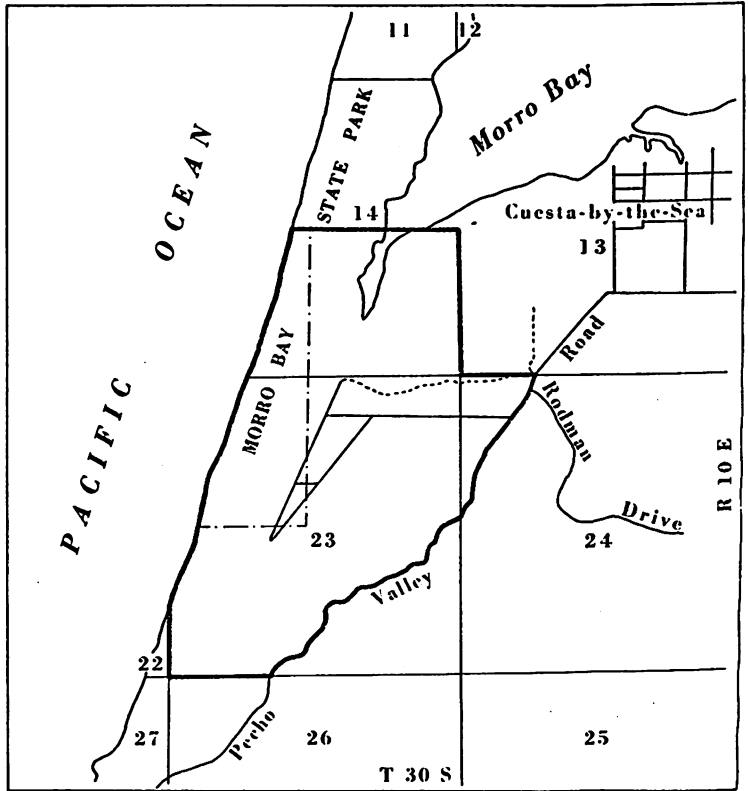 11
12
Morro Bay
STATE PARK
PACIFIC OCEAN
14
Cuesta-by-the-Sea
13
MORRO BAY
Road
Rodman
Drive
R 10 E
23
24
Valley
22
Pecho
27
26
25
T 30 S